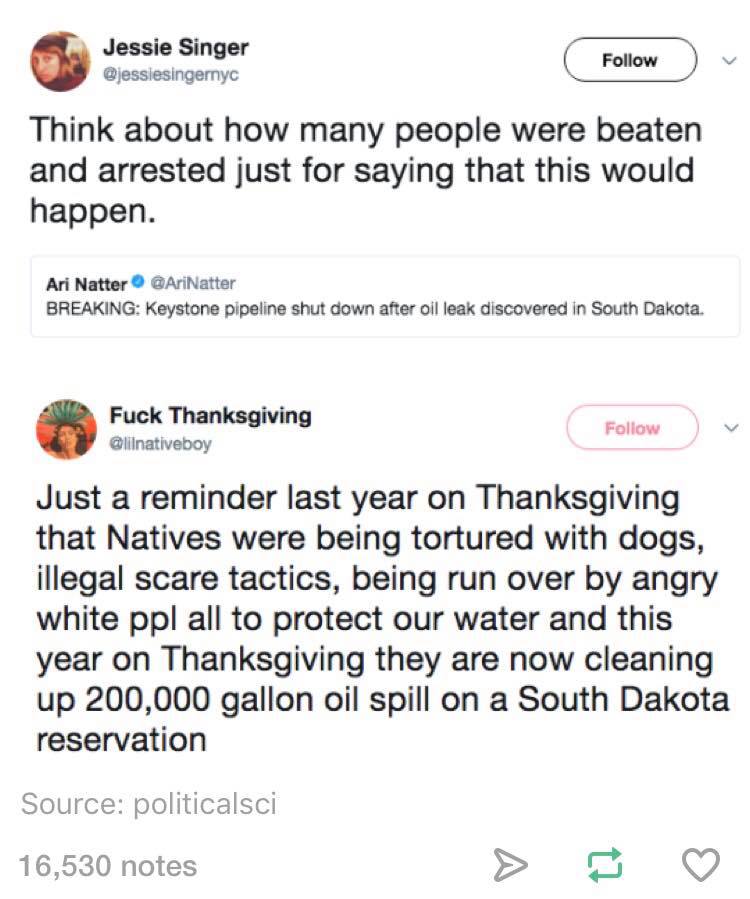 Jessie Singer
@jessiesingernyc
Follow
Think about how many people were beaten
and arrested just for saying that this would
happen.
Ari Natter @AriNatter
BREAKING: Keystone pipeline shut down after oil leak discovered in South Dakota.
Fuck Thanksgiving
@lilnativeboy
Follow
Just a reminder last year on Thanksgiving
that Natives were being tortured with dogs,
illegal scare tactics, being run over by angry
white ppl all to protect our water and this
year on Thanksgiving they are now cleaning
up 200,000 gallon oil spill on a South Dakota
reservation
Source: politicalsci
16,530 notes